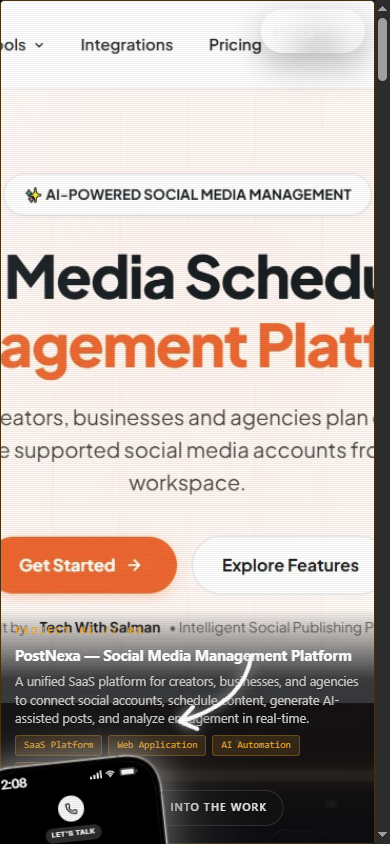 ools
Integrations
Pricing
AI-POWERED SOCIAL MEDIA MANAGEMENT
Media Schedu
agement Platf
eators, businesses and agencies plan
e supported social media accounts fro
workspace.
Get Started →
Explore Features
t by Tech With Salman • Intelligent Social Publishing P
PostNexa — Social Media Management Platform
A unified SaaS platform for creators, businesses, and agencies
to connect social accounts, schedule content, generate AI-
assisted posts, and analyze engagement in real-time.
SaaS Platform
Web Application
AI Automation
2:08
INTO THE WORK
LET'S TALK